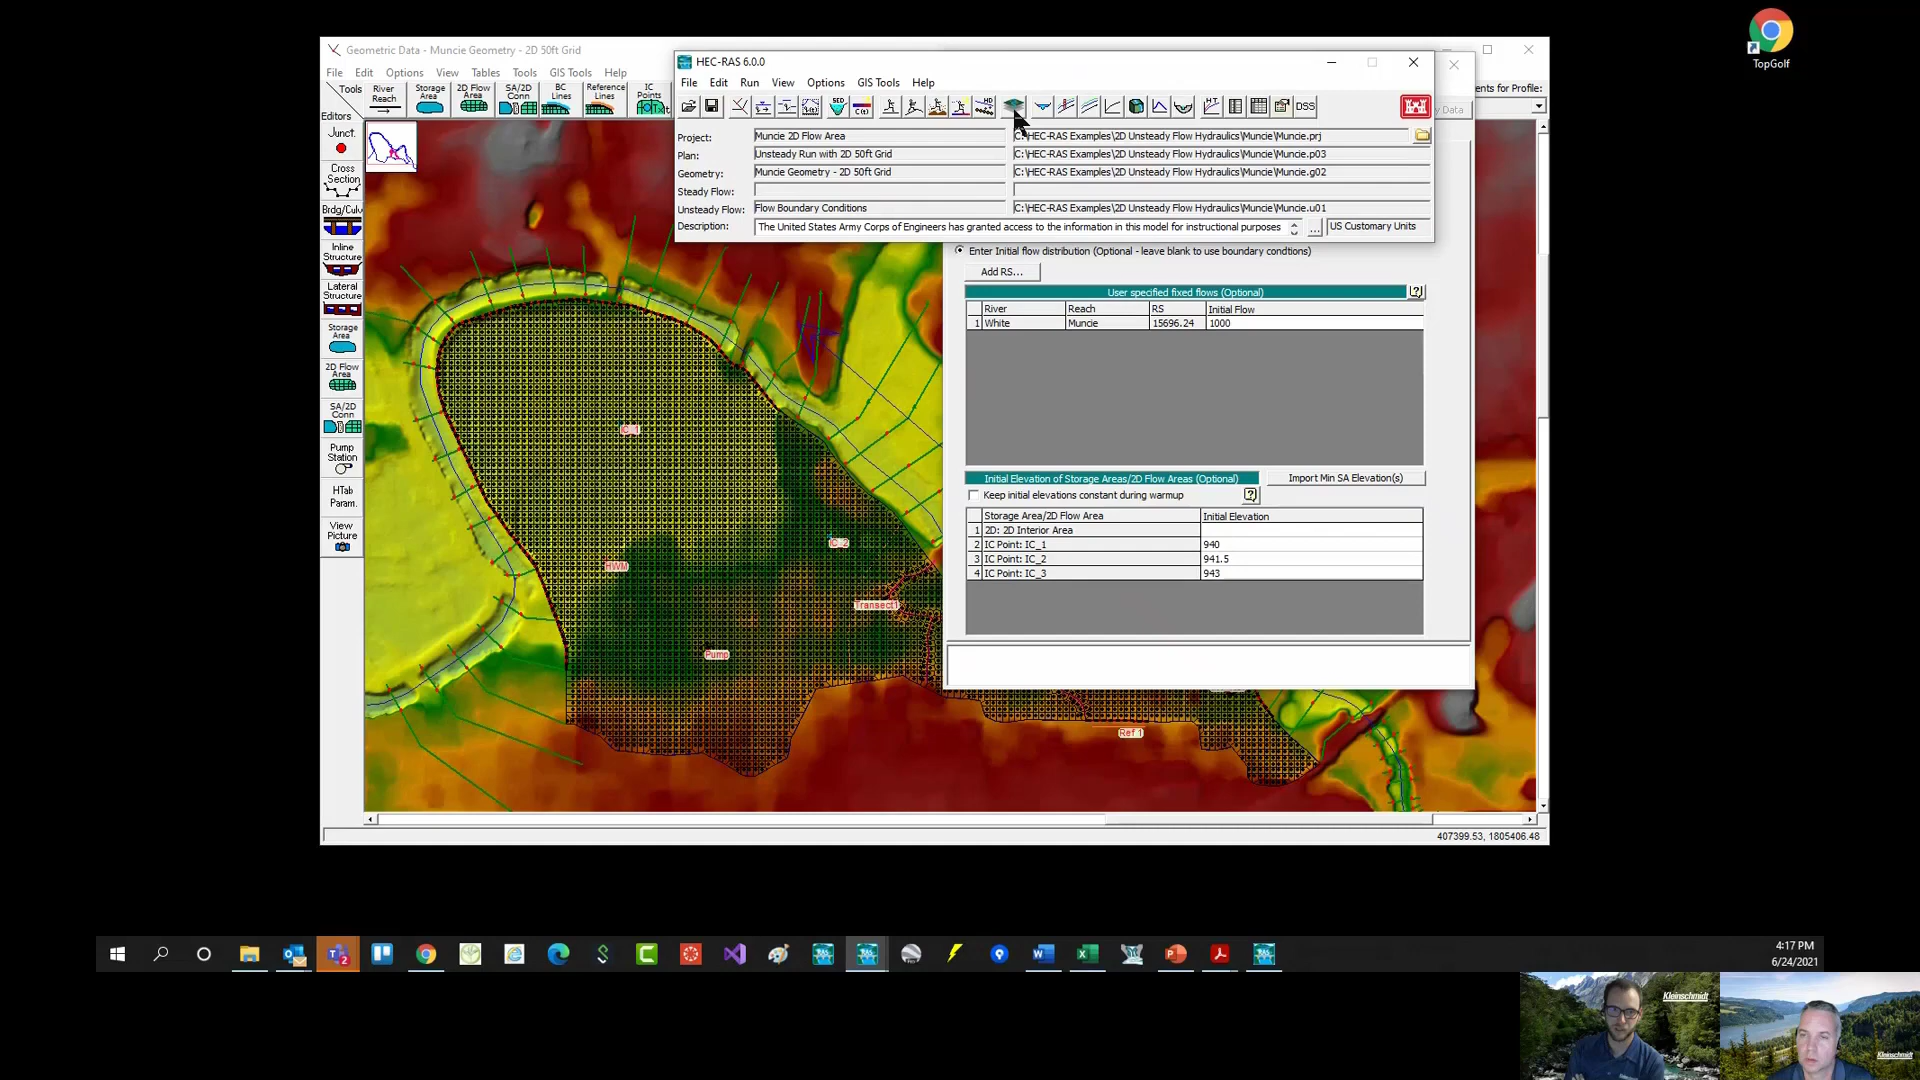 TopGolf
Geometric Data - Muncie Geometry - 2D 50ft Grid
File Edit Options View Tables Tools GIS Tools Help
Tools
River Reach
Storage Area
2D Flow Area
SA/2D Conn
BC Lines
Reference Lines
IC Points
Editors
Junct.
Cross Section
Brdg/Culv
Inline Structure
Lateral Structure
Storage Area
2D Flow Area
SA/2D Conn
Pump Station
HTab Param.
View Picture
HEC-RAS 6.0.0
File Edit Run View Options GIS Tools Help
DSS
Project: Muncie 2D Flow Area C:\HEC-RAS Examples\2D Unsteady Flow Hydraulics\Muncie\Muncie.prj
Plan: Unsteady Run with 2D 50ft Grid C:\HEC-RAS Examples\2D Unsteady Flow Hydraulics\Muncie\Muncie.p03
Geometry: Muncie Geometry - 2D 50ft Grid C:\HEC-RAS Examples\2D Unsteady Flow Hydraulics\Muncie\Muncie.g02
Steady Flow:
Unsteady Flow: Flow Boundary Conditions C:\HEC-RAS Examples\2D Unsteady Flow Hydraulics\Muncie\Muncie.u01
Description: The United States Army Corps of Engineers has granted access to the information in this model for instructional purposes ... US Customary Units
ents for Profile:
y Data
Enter Initial flow distribution (Optional - leave blank to use boundary condtions)
Add RS...
User specified fixed flows (Optional)
River Reach RS Initial Flow
1 White Muncie 15696.24 1000
Initial Elevation of Storage Areas/2D Flow Areas (Optional)
Import Min SA Elevation(s)
Keep initial elevations constant during warmup
Storage Area/2D Flow Area Initial Elevation
1 2D: 2D Interior Area
2 IC Point: IC_1 940
3 IC Point: IC_2 941.5
4 IC Point: IC_3 943
IC_1
IC_2
HWM
Transect1
Pump
Ref 1
407399.53, 1805406.48
4:17 PM
6/24/2021
Kleinschmidt
Kleinschmidt